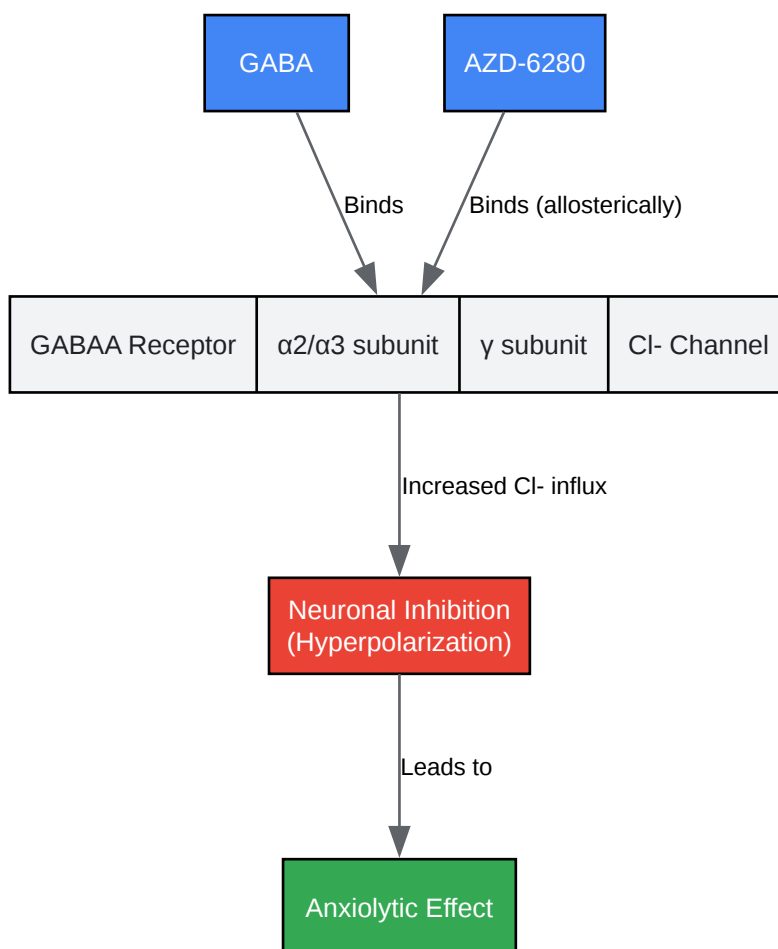 GABA
AZD-6280
Binds
Binds (allosterically)
GABAA Receptor
α2/α3 subunit
γ subunit
Cl- Channel
Increased Cl- influx
Neuronal Inhibition
(Hyperpolarization)
Leads to
Anxiolytic Effect